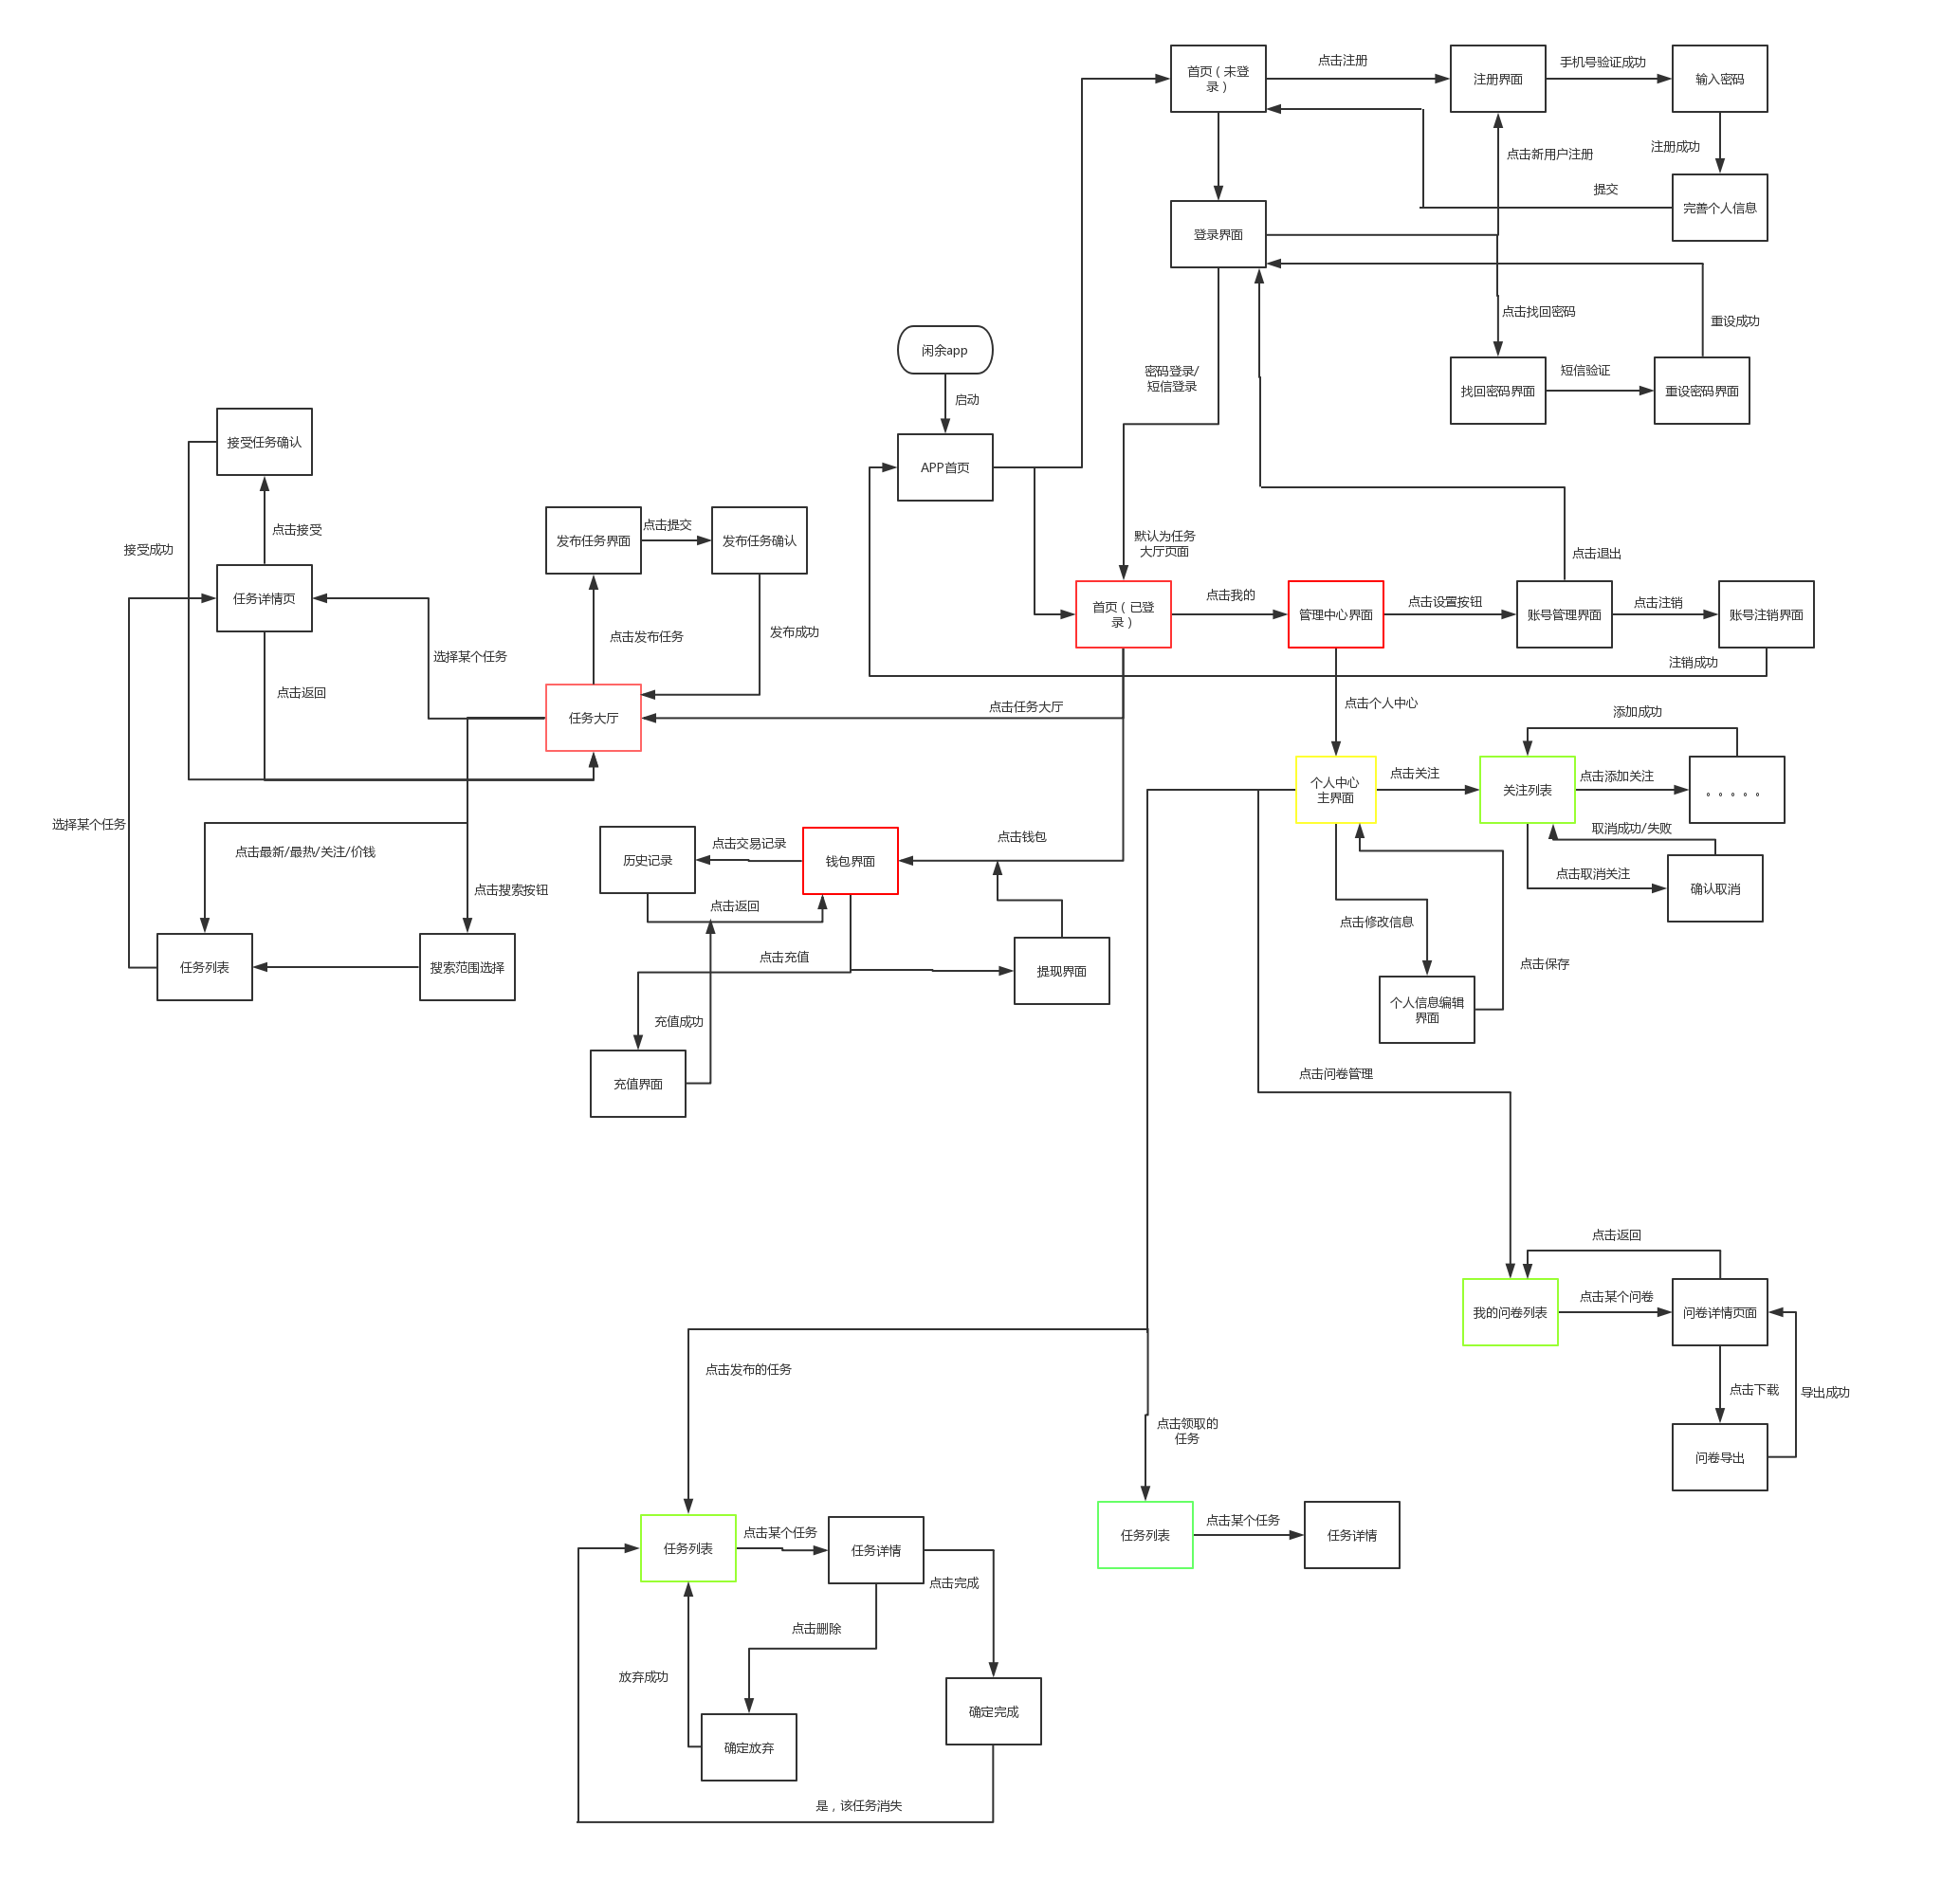 首页（未登
录）
点击注册
注册界面
手机号验证成功
输入密码
注册成功
点击新用户注册
提交
完善个人信息
登录界面
点击找回密码
重设成功
闲余app
密码登录/
短信登录
短信验证
找回密码界面
重设密码界面
启动
接受任务确认
APP首页
点击接受
接受成功
发布任务界面
点击提交
发布任务确认
默认为任务
大厅页面
点击退出
任务详情页
首页（已登
录）
点击我的
管理中心界面
点击设置按钮
账号管理界面
点击注销
账号注销界面
点击发布任务
发布成功
选择某个任务
注销成功
点击返回
任务大厅
点击任务大厅
点击个人中心
添加成功
个人中心
主界面
点击关注
关注列表
点击添加关注
。。。。。
选择某个任务
取消成功/失败
点击最新/最热/关注/价钱
历史记录
点击交易记录
钱包界面
点击钱包
点击搜索按钮
点击取消关注
确认取消
点击返回
点击修改信息
任务列表
搜索范围选择
点击充值
提现界面
点击保存
个人信息编辑
界面
充值成功
充值界面
点击问卷管理
点击返回
我的问卷列表
点击某个问卷
问卷详情页面
点击发布的任务
点击下载
导出成功
点击领取的
任务
问卷导出
任务列表
点击某个任务
任务详情
任务列表
点击某个任务
任务详情
点击完成
点击删除
放弃成功
确定完成
确定放弃
是，该任务消失